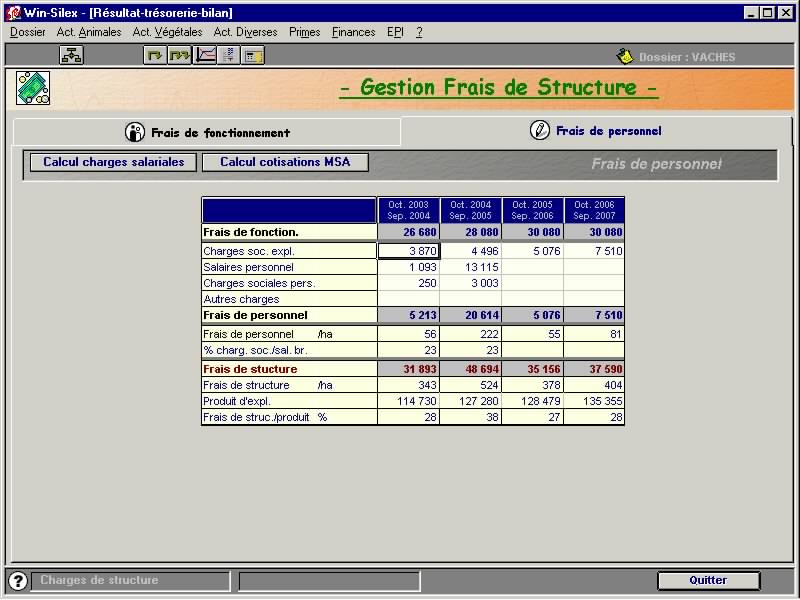 Win-Silex - [Résultat-trésorerie-bilan]
Dossier Act. Animales Act. Végétales Act. Diverses Primes Finances EPI ?
Dossier : VACHES
- Gestion Frais de Structure -
Frais de fonctionnement Frais de personnel
Calcul charges salariales Calcul cotisations MSA Frais de personnel
Oct. 2003 Oct. 2004 Oct. 2005 Oct. 2006
Sep. 2004 Sep. 2005 Sep. 2006 Sep. 2007
Frais de fonction. 26 680 28 080 30 080 30 080
Charges soc. expl. 3 870 4 496 5 076 7 510
Salaires personnel 1 093 13 115
Charges sociales pers. 250 3 003
Autres charges
Frais de personnel 5 213 20 614 5 076 7 510
Frais de personnel /ha 56 222 55 81
% charg. soc./sal. br. 23 23
Frais de stucture 31 893 48 694 35 156 37 590
Frais de structure /ha 343 524 378 404
Produit d'expl. 114 730 127 280 128 479 135 355
Frais de struc./produit % 28 38 27 28
? Charges de structure Quitter